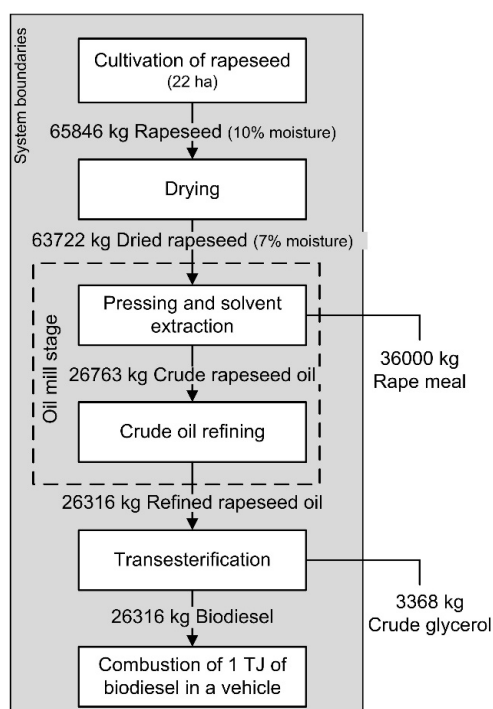 System boundaries
Cultivation of rapeseed
(22 ha)
65846 kg Rapeseed (10% moisture)
Drying
63722 kg Dried rapeseed (7% moisture)
Oil mill stage
Pressing and solvent
extraction
36000 kg
Rape meal
26763 kg Crude rapeseed oil
Crude oil refining
26316 kg Refined rapeseed oil
Transesterification
3368 kg
Crude glycerol
26316 kg Biodiesel
Combustion of 1 TJ of
biodiesel in a vehicle